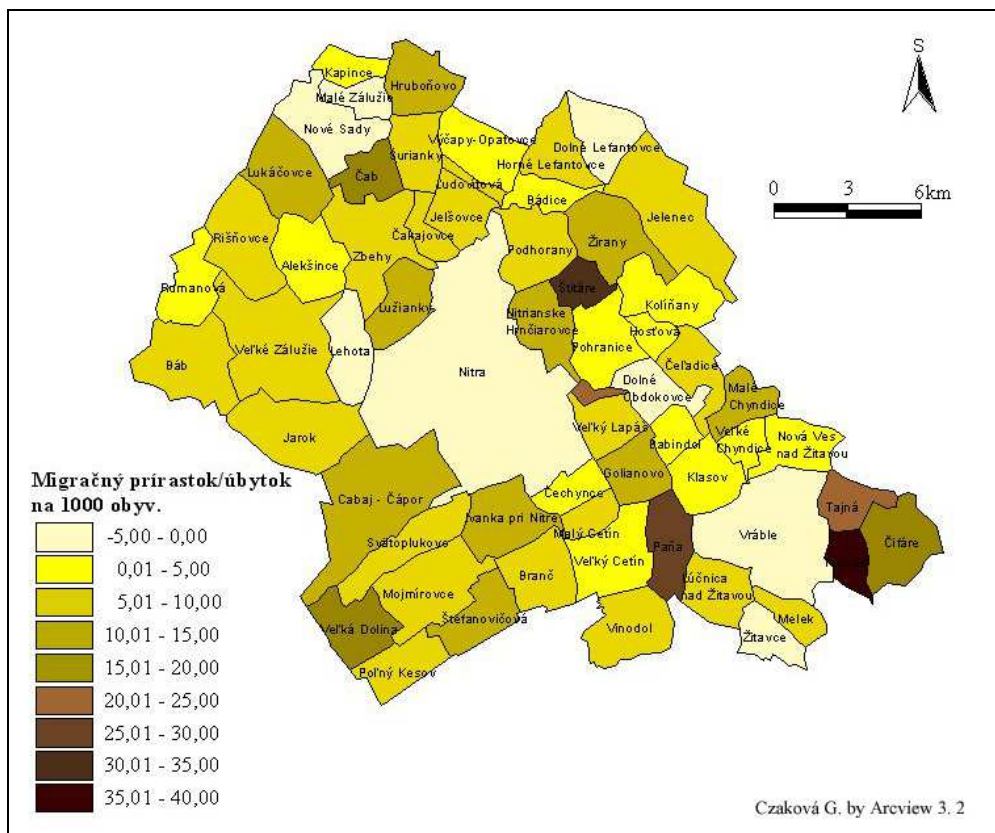 S
Kapince
Hruboňovo
Malé Zálužie
Nové Sady
Výčapy-Opatovce
Dolné Lefantovce
Šurianky
Horné Lefantovce
Lukáčovce
Čab
Ľudovítová
0 3 6km
Bádice
Jelenec
Jelšovce
Rišňovce
Čakajovce
Podhorany
Žirany
Zbehy
Alekšince
Rumanová
Štitáre
Kolíňany
Lužianky
Nitrianske
Hrnčiarovce
Hosťová
Veľké Zálužie
Lehota
Pohranice
Báb
Čeľadice
Nitra
Dolné
Obdokovce
Malé
Chyndice
Veľký Lapáš
Jarok
Veľké
Chyndice
Nová Ves
nad Žitavou
Babindol
Golianovo
Klasov
Migračný prírastok/úbytok
na 1000 obyv.
Cabaj - Čápor
Čechynce
Tajná
Ivanka pri Nitre
Čifáre
Svätoplukovo
Malý Cetín
Vráble
Paňa
Veľký Cetín
Branč
Lúčnica
nad Žitavou
Mojmírovce
Štefanovičová
Melek
Veľká Dolina
Vinodol
Žitavce
Poľný Kesov
-5,00 - 0,00
0,01 - 5,00
5,01 - 10,00
10,01 - 15,00
15,01 - 20,00
20,01 - 25,00
25,01 - 30,00
30,01 - 35,00
35,01 - 40,00
Czaková G. by Arcview 3. 2